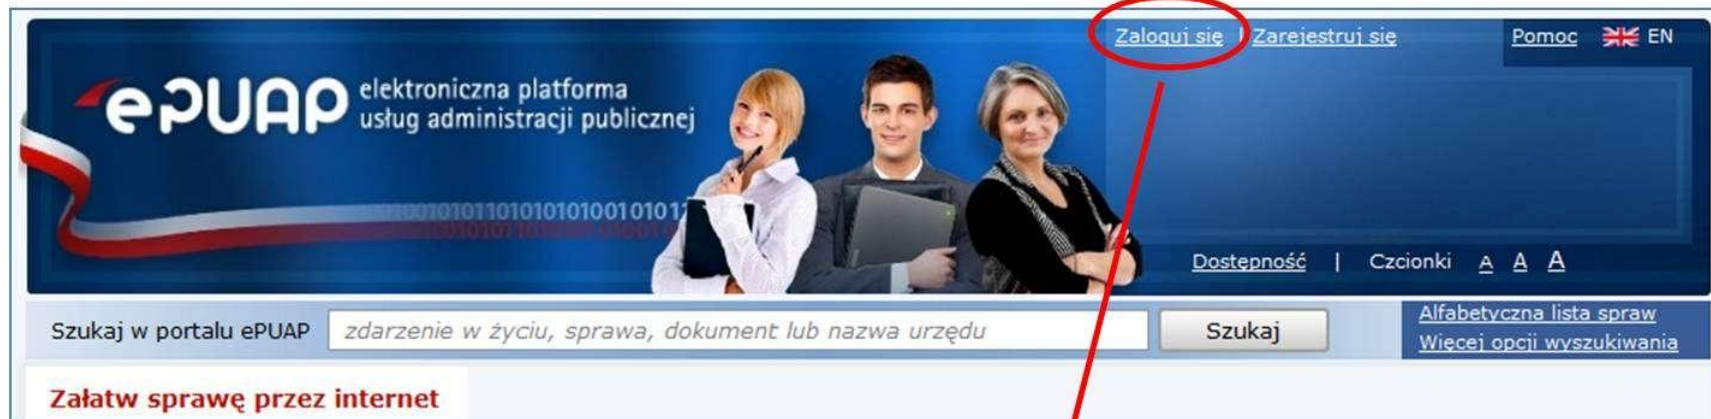 Zaloguj się | Zarejestruj się Pomoc EN
ePUAP elektroniczna platforma
usług administracji publicznej
Dostępność | Czcionki A A A
Szukaj w portalu ePUAP zdarzenie w życiu, sprawa, dokument lub nazwa urzędu Szukaj
Alfabetyczna lista spraw
Więcej opcji wyszukiwania
Załatw sprawę przez internet